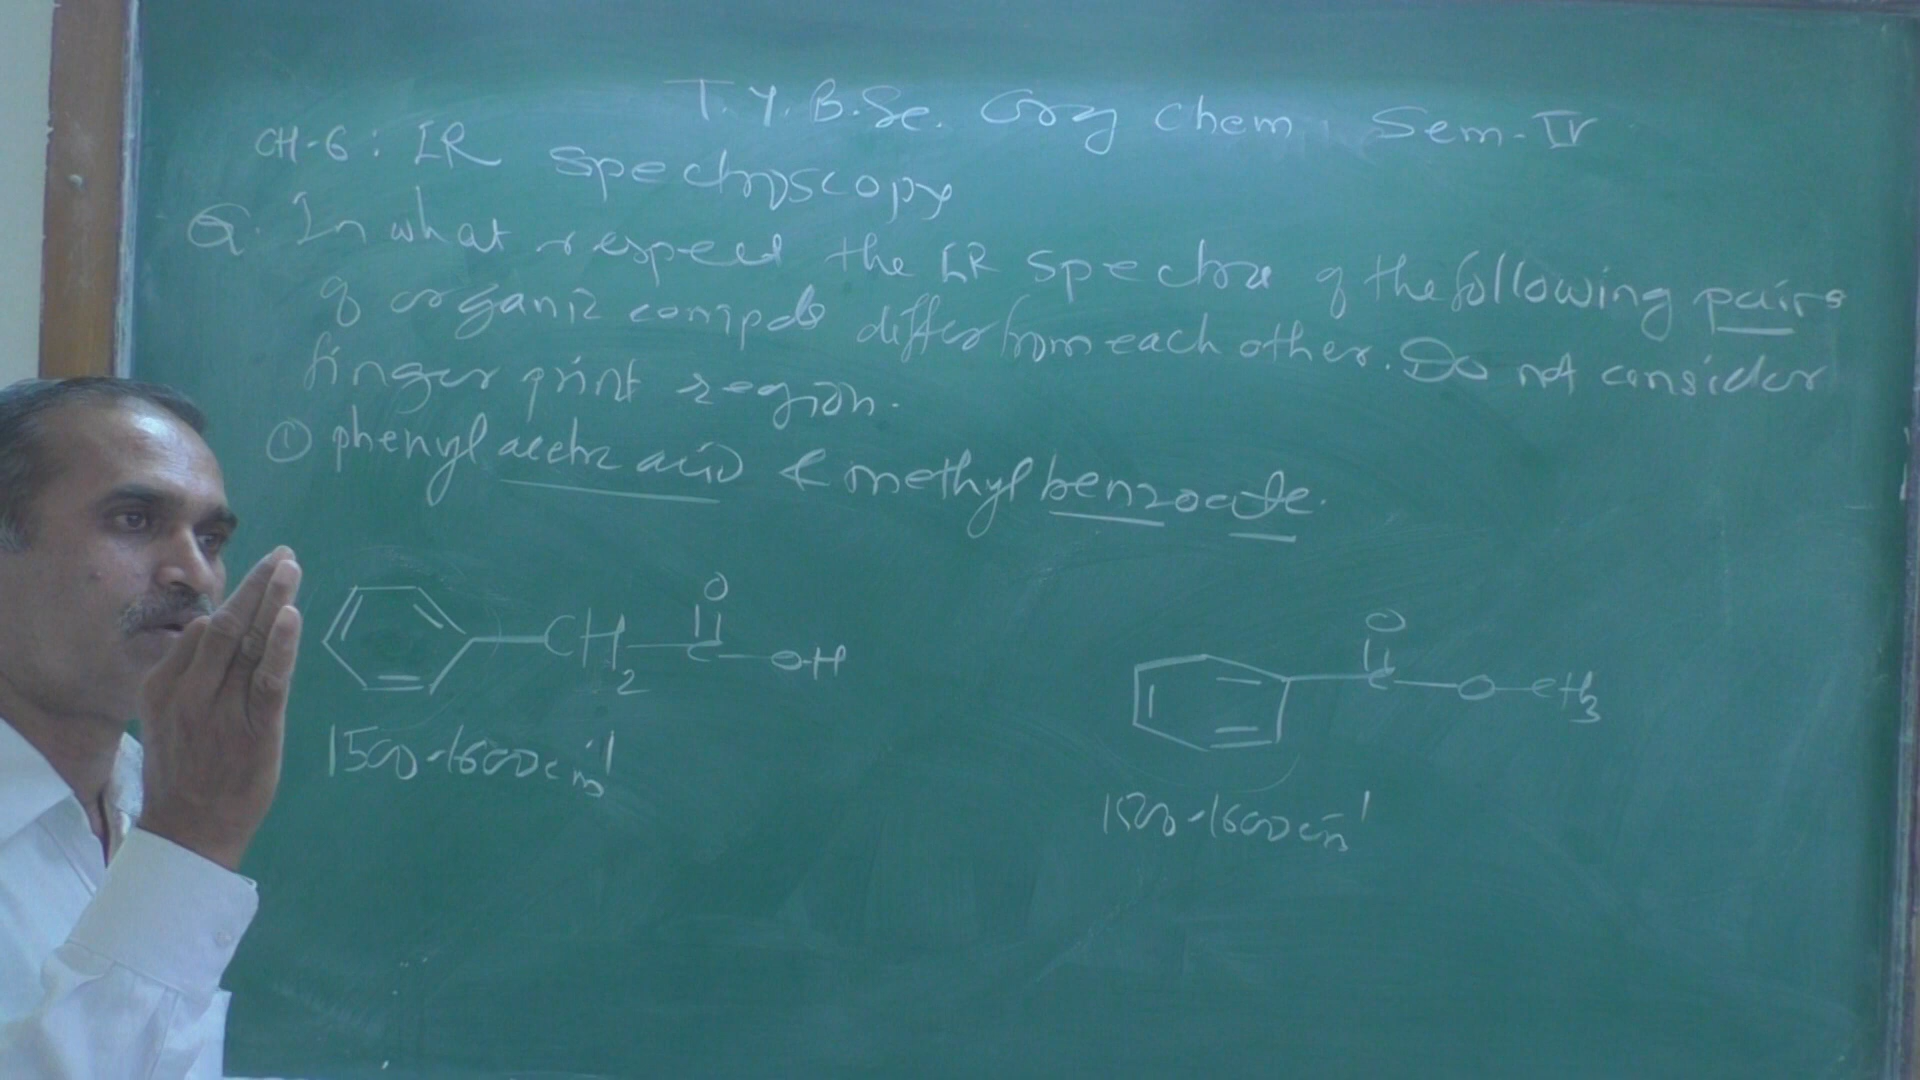 T.Y.B.Sc. Org Chem. Sem-IV
CH-6: IR Spectroscopy
Q. In what respect the IR spectra of the following pairs
of organic compds differ from each other. Do not consider
finger print region.
① phenyl acetic acid & methyl benzoate.
O
CH2 C OH
O
C O CH3
1500-1600 cm-1
1500-1600 cm-1